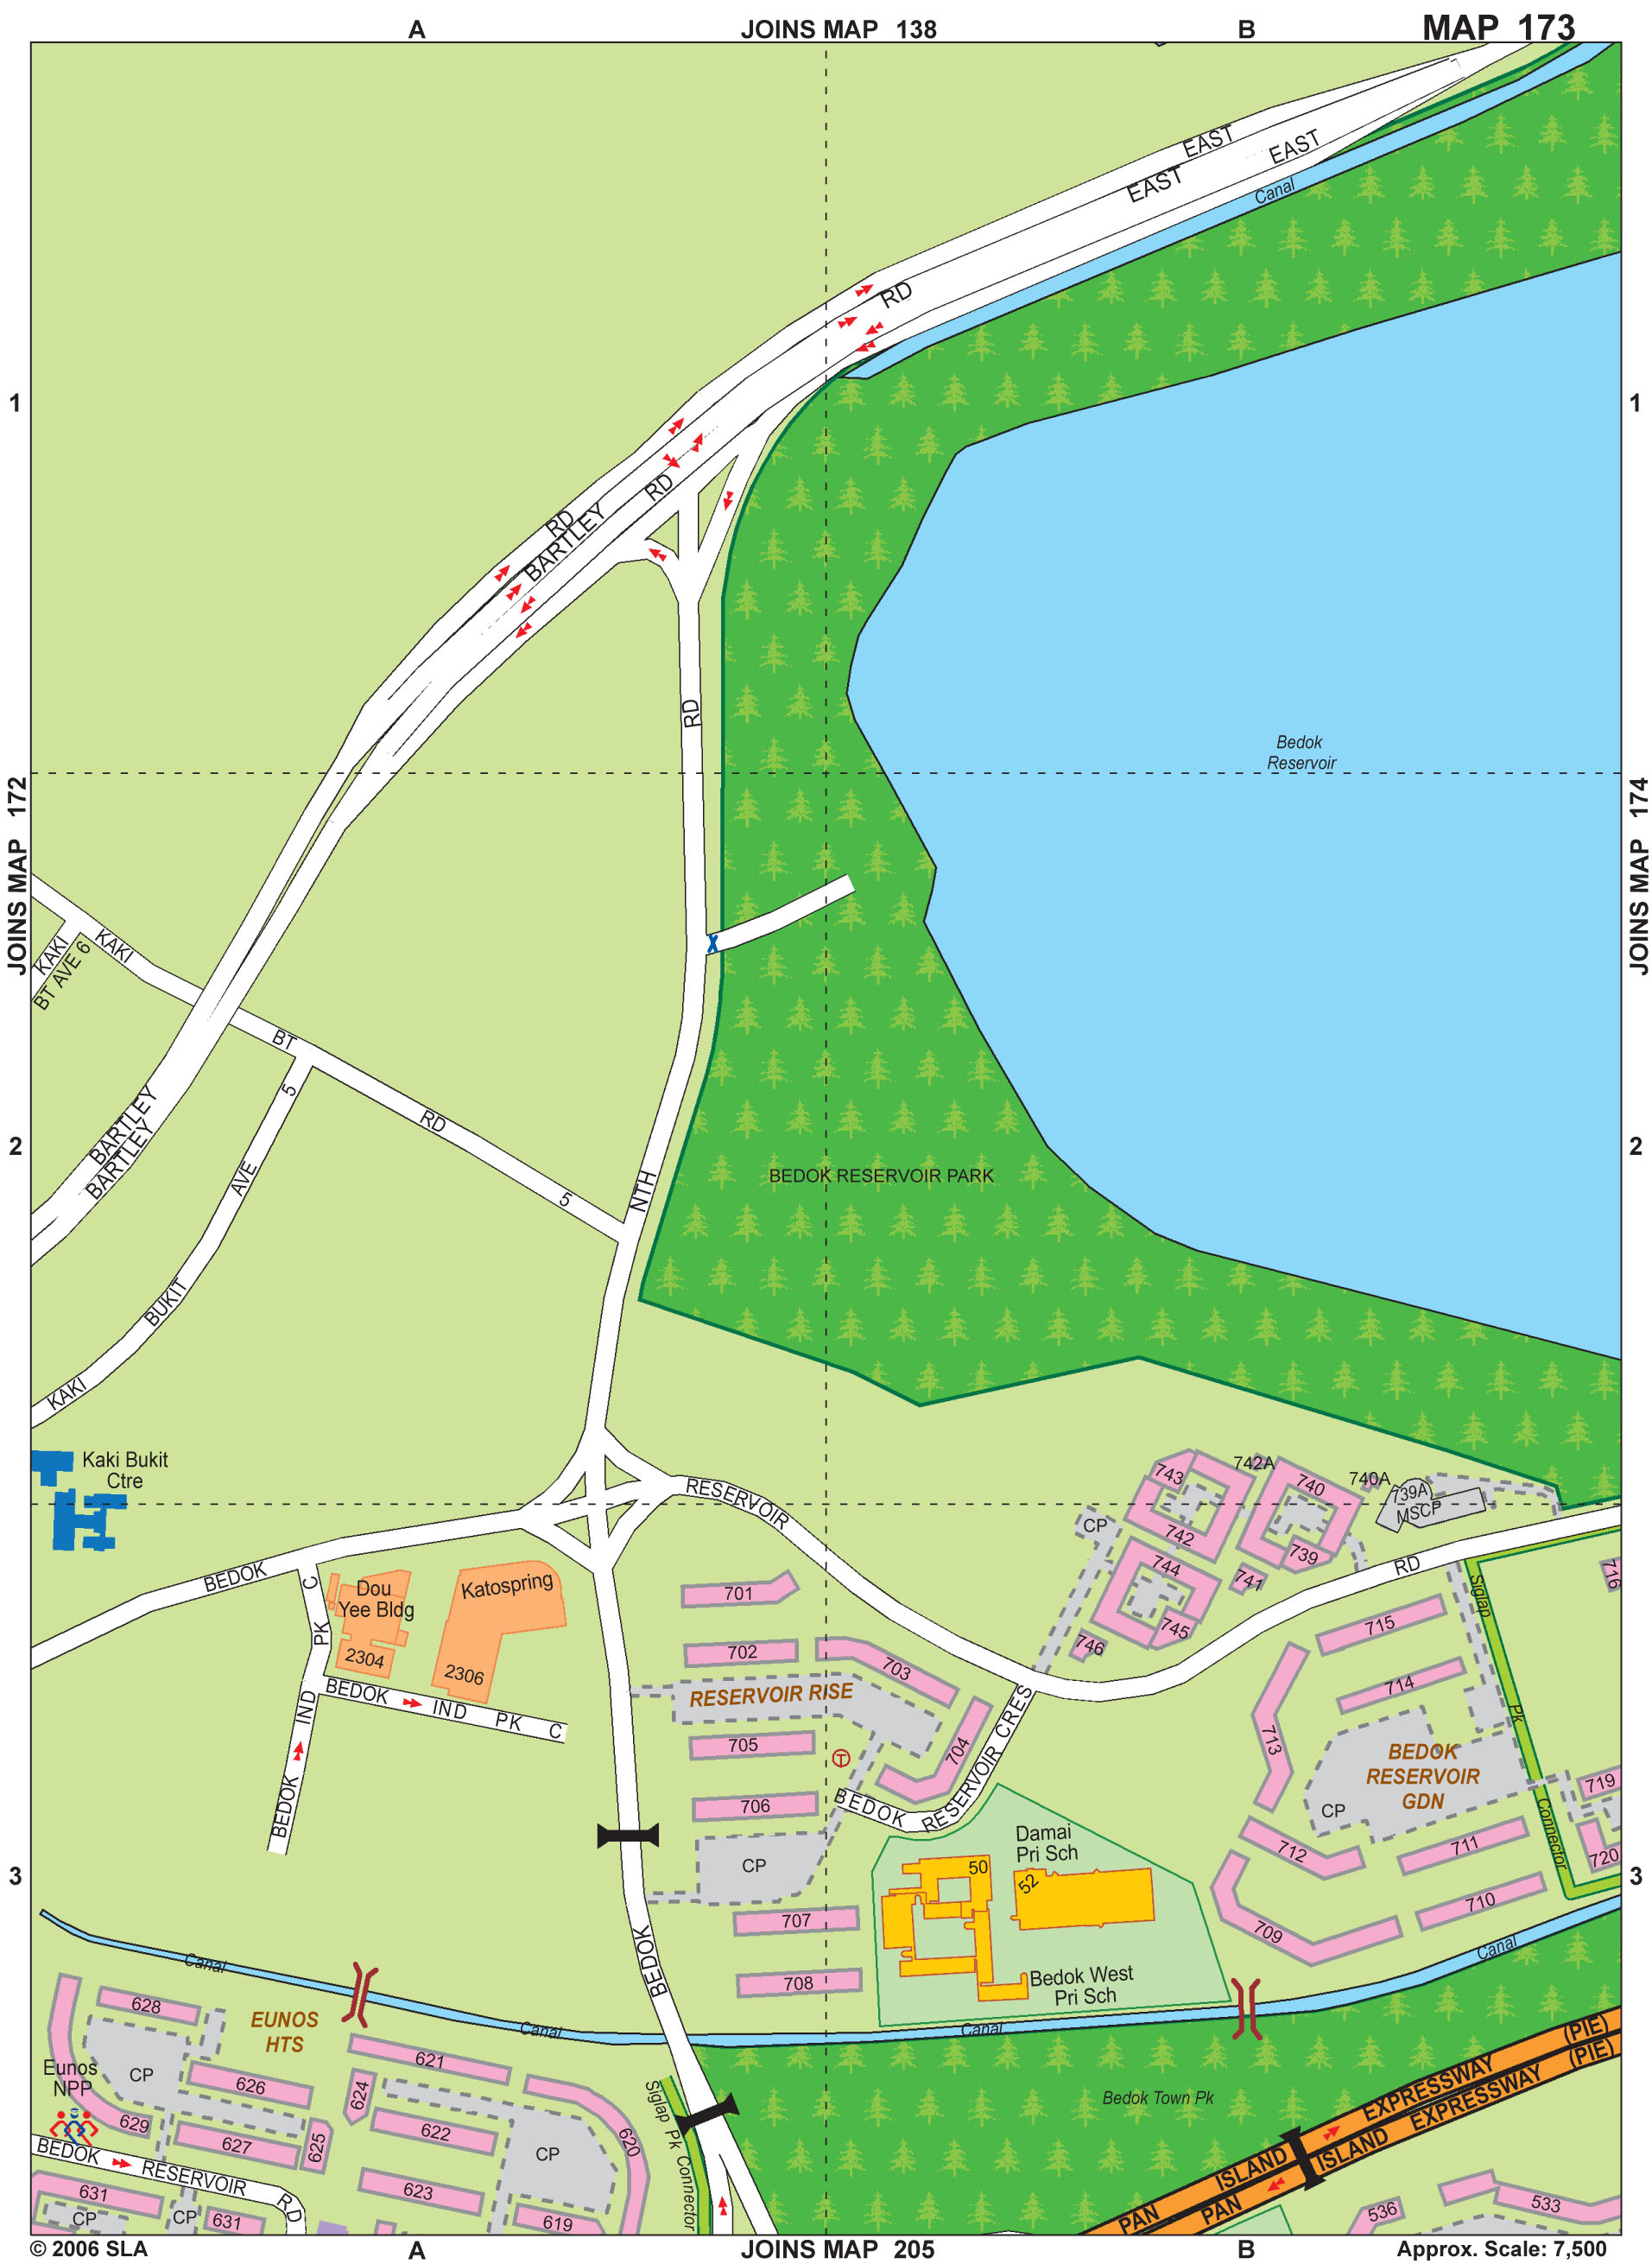 A
JOINS MAP 138
B
MAP 173
EAST
EAST
EAST
Canal
RD
1
1
RD
RD
BARTLEY
RD
Bedok
Reservoir
JOINS MAP 172
JOINS MAP 174
KAKI
BT AVE 6
KAKI
BT
5
RD
BARTLEY
BARTLEY
2
2
AVE
NTH
5
BEDOK RESERVOIR PARK
BUKIT
KAKI
Kaki Bukit
Ctre
RESERVOIR
743
742A
740
740A
739A
MSCP
CP
742
739
744
741
745
746
RD
716
BEDOK
C
PK
IND
BEDOK
Dou
Yee Bldg
2304
Katospring
2306
BEDOK IND PK C
701
702
703
RESERVOIR RISE
705
T
704
706
BEDOK
RESERVOIR CRES
CP
707
708
Siglap
Pk
Connector
715
714
713
BEDOK
RESERVOIR
GDN
CP
719
712
711
720
710
709
Damai
Pri Sch
50
52
Bedok West
Pri Sch
3
3
BEDOK
Canal
Canal
Canal
Canal
628
EUNOS
HTS
621
Eunos
NPP
CP
626
624
629
627
625
622
CP
620
BEDOK RESERVOIR RD
631
CP
CP
631
623
619
Siglap Pk Connector
Bedok Town Pk
PAN ISLAND EXPRESSWAY (PIE)
PAN ISLAND EXPRESSWAY (PIE)
536
533
© 2006 SLA
A
JOINS MAP 205
B
Approx. Scale: 7,500